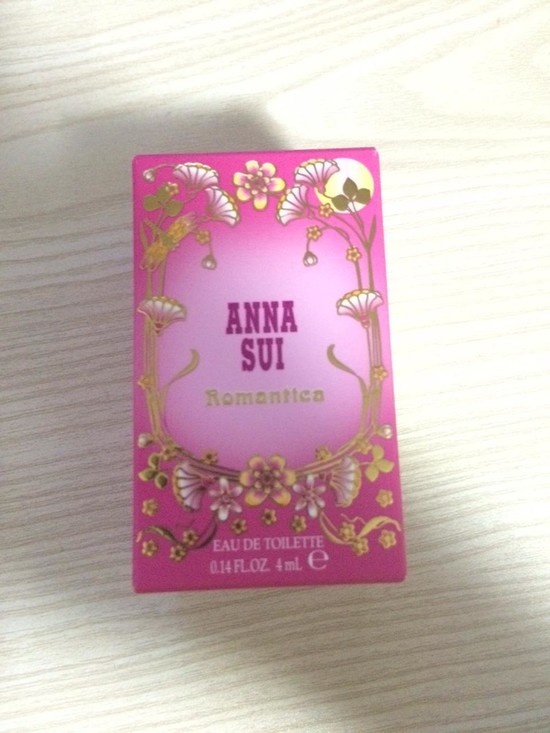 ANNA
SUI
Romantica
EAU DE TOILETTE
0.14 FL.OZ. 4 mL ℮